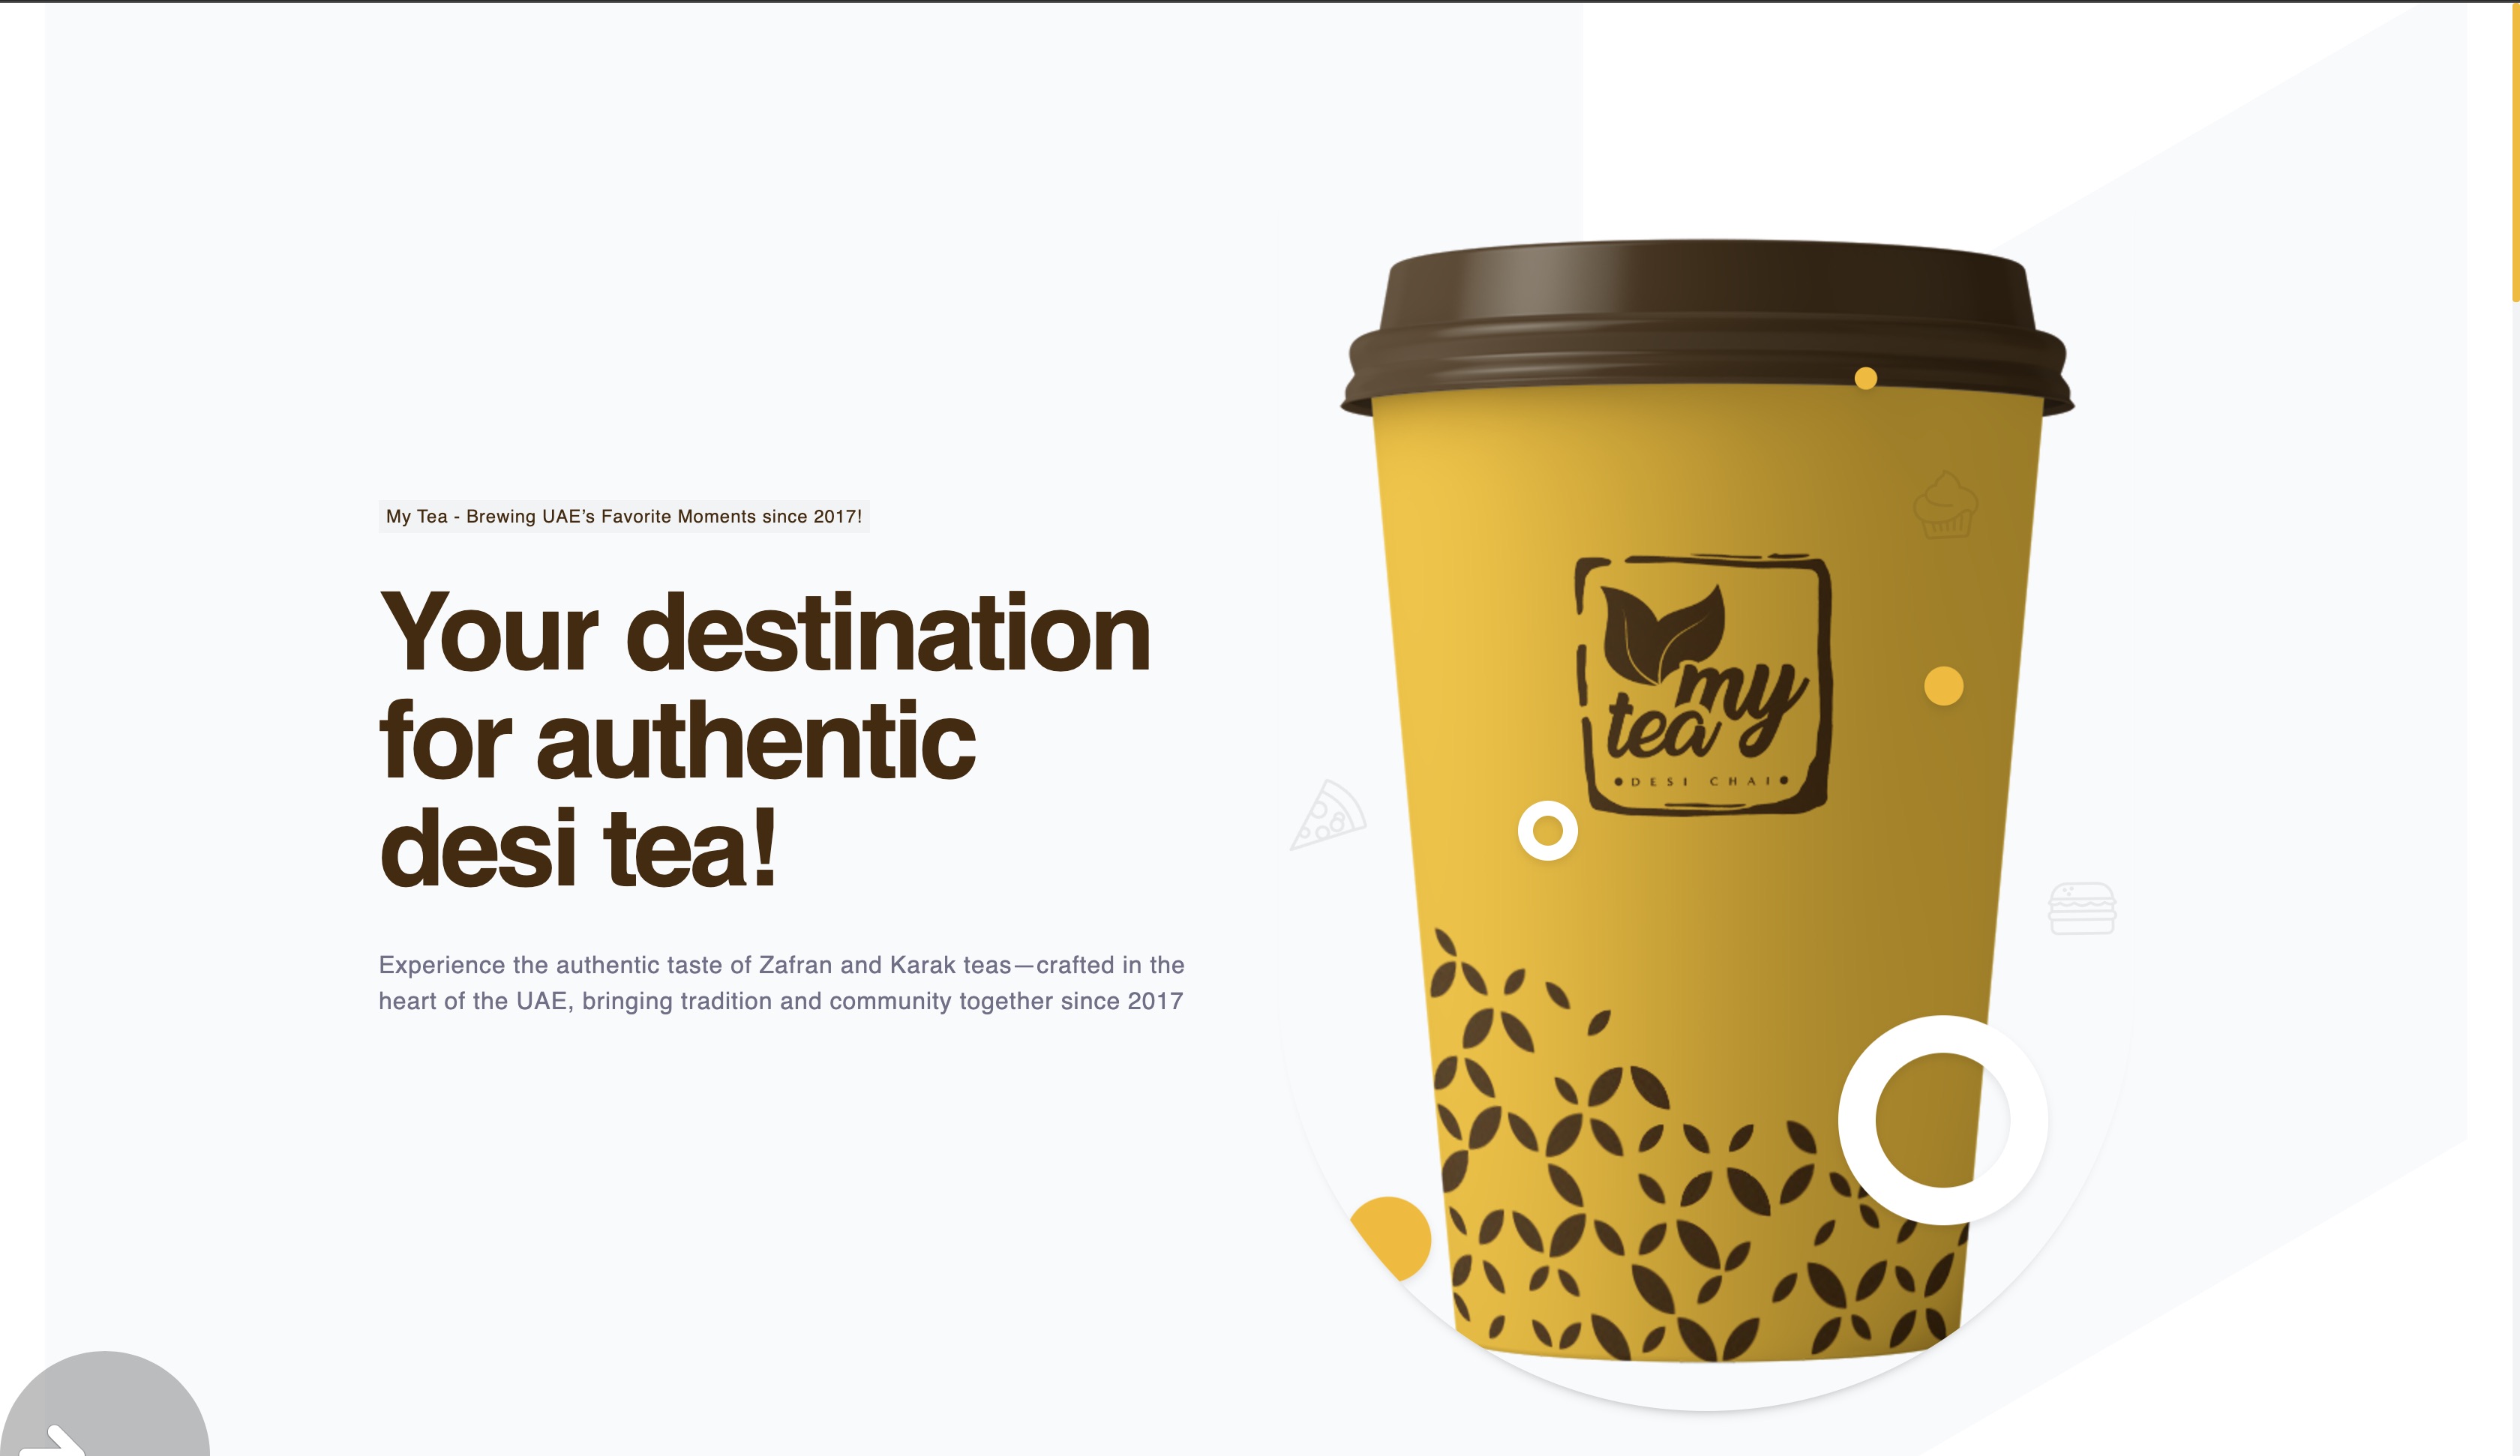 My Tea - Brewing UAE’s Favorite Moments since 2017!
Your destination
for authentic
desi tea!
Experience the authentic taste of Zafran and Karak teas—crafted in the
heart of the UAE, bringing tradition and community together since 2017
my
tea
•DESI CHAI•